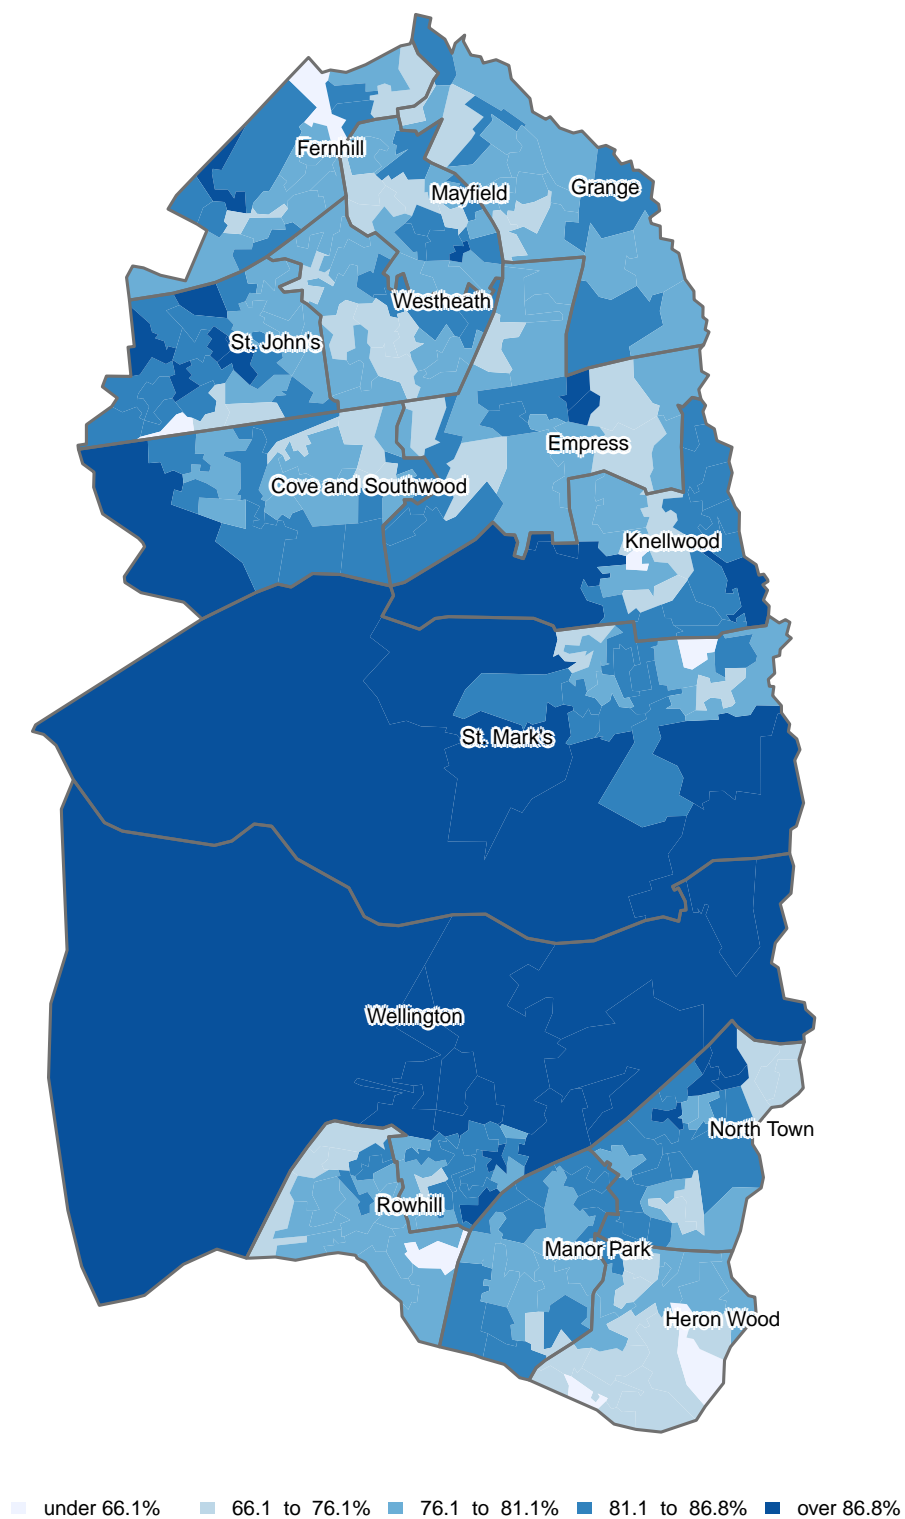 Fernhill
Mayfield
Grange
Westheath
St. John's
Empress
Cove and Southwood
Knellwood
St. Mark's
Wellington
North Town
Rowhill
Manor Park
Heron Wood
under 66.1% 66.1 to 76.1% 76.1 to 81.1% 81.1 to 86.8% over 86.8%